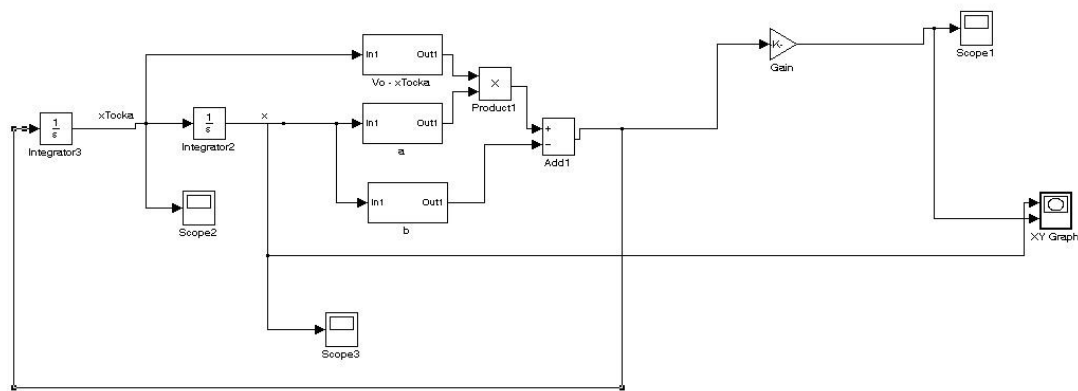 In1
Out1
Vo - xTocka
xTocka
1
s
Integrator3
1
s
Integrator2
x
Scope2
In1
Out1
a
In1
Out1
b
×
Product1
+
−
Add1
-K-
Gain
Scope1
XY Graph
Scope3